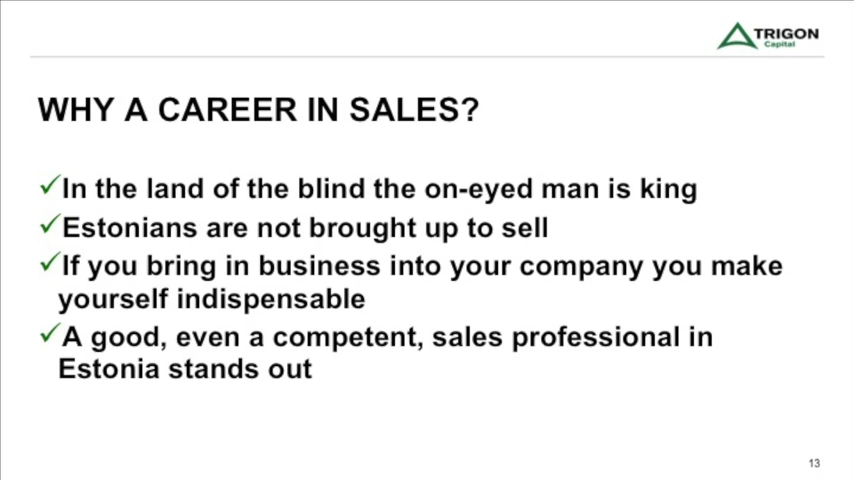 TRIGON
Capital
WHY A CAREER IN SALES?
✓In the land of the blind the on-eyed man is king
✓Estonians are not brought up to sell
✓If you bring in business into your company you make
yourself indispensable
✓A good, even a competent, sales professional in
Estonia stands out
13